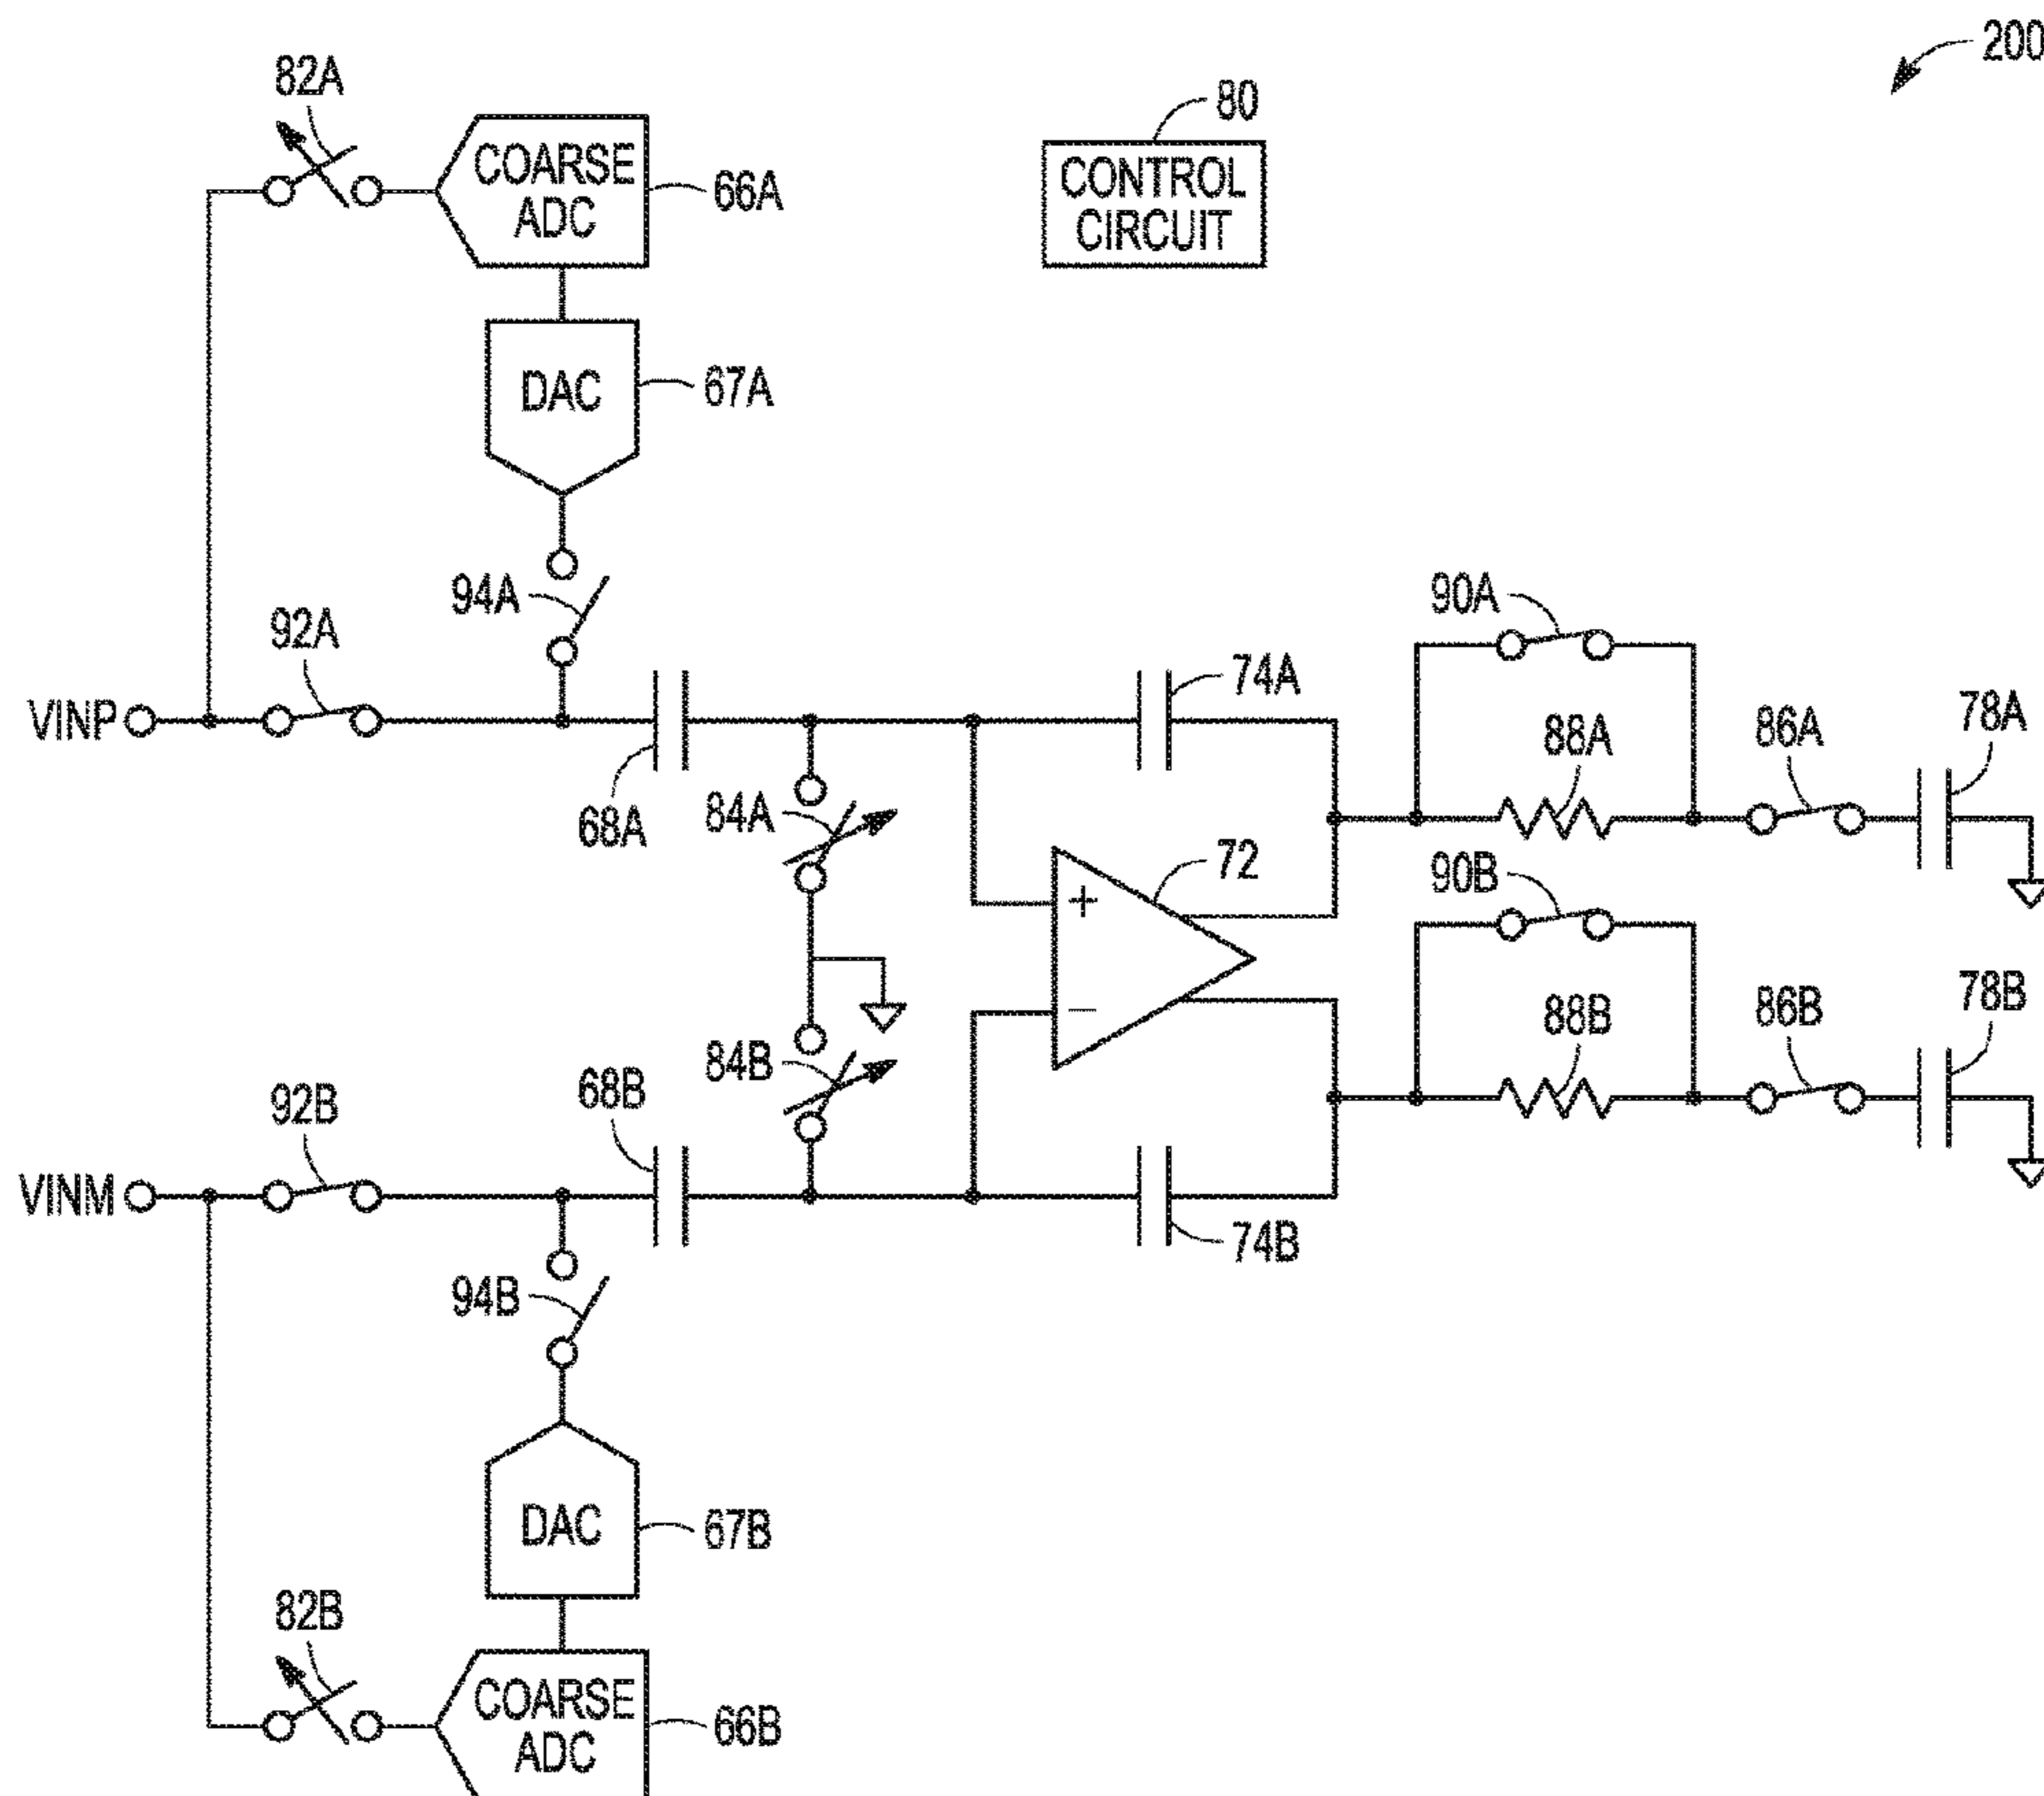 200
82A
COARSE
ADC
66A
80
CONTROL
CIRCUIT
DAC
67A
94A
92A
VINP
68A
84A
74A
90A
88A
86A
78A
72
+
−
90B
88B
86B
78B
84B
68B
92B
VINM
74B
94B
DAC
67B
82B
COARSE
ADC
66B